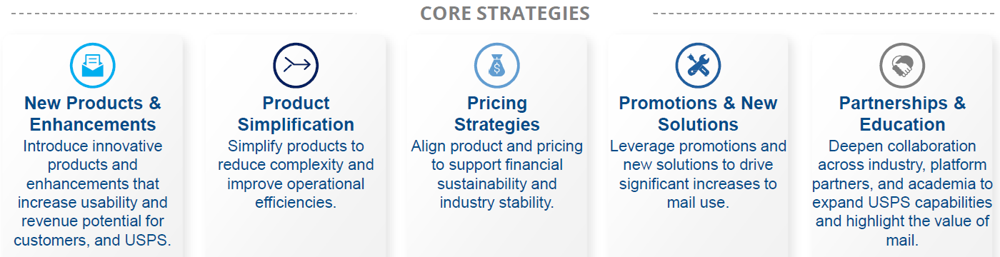 CORE STRATEGIES
New Products &
Enhancements
Introduce innovative
products and
enhancements that
increase usability and
revenue potential for
customers, and USPS.
Product
Simplification
Simplify products to
reduce complexity and
improve operational
efficiencies.
$
Pricing
Strategies
Align product and pricing
to support financial
sustainability and
industry stability.
Promotions & New
Solutions
Leverage promotions and
new solutions to drive
significant increases to
mail use.
Partnerships &
Education
Deepen collaboration
across industry, platform
partners, and academia to
expand USPS capabilities
and highlight the value of
mail.